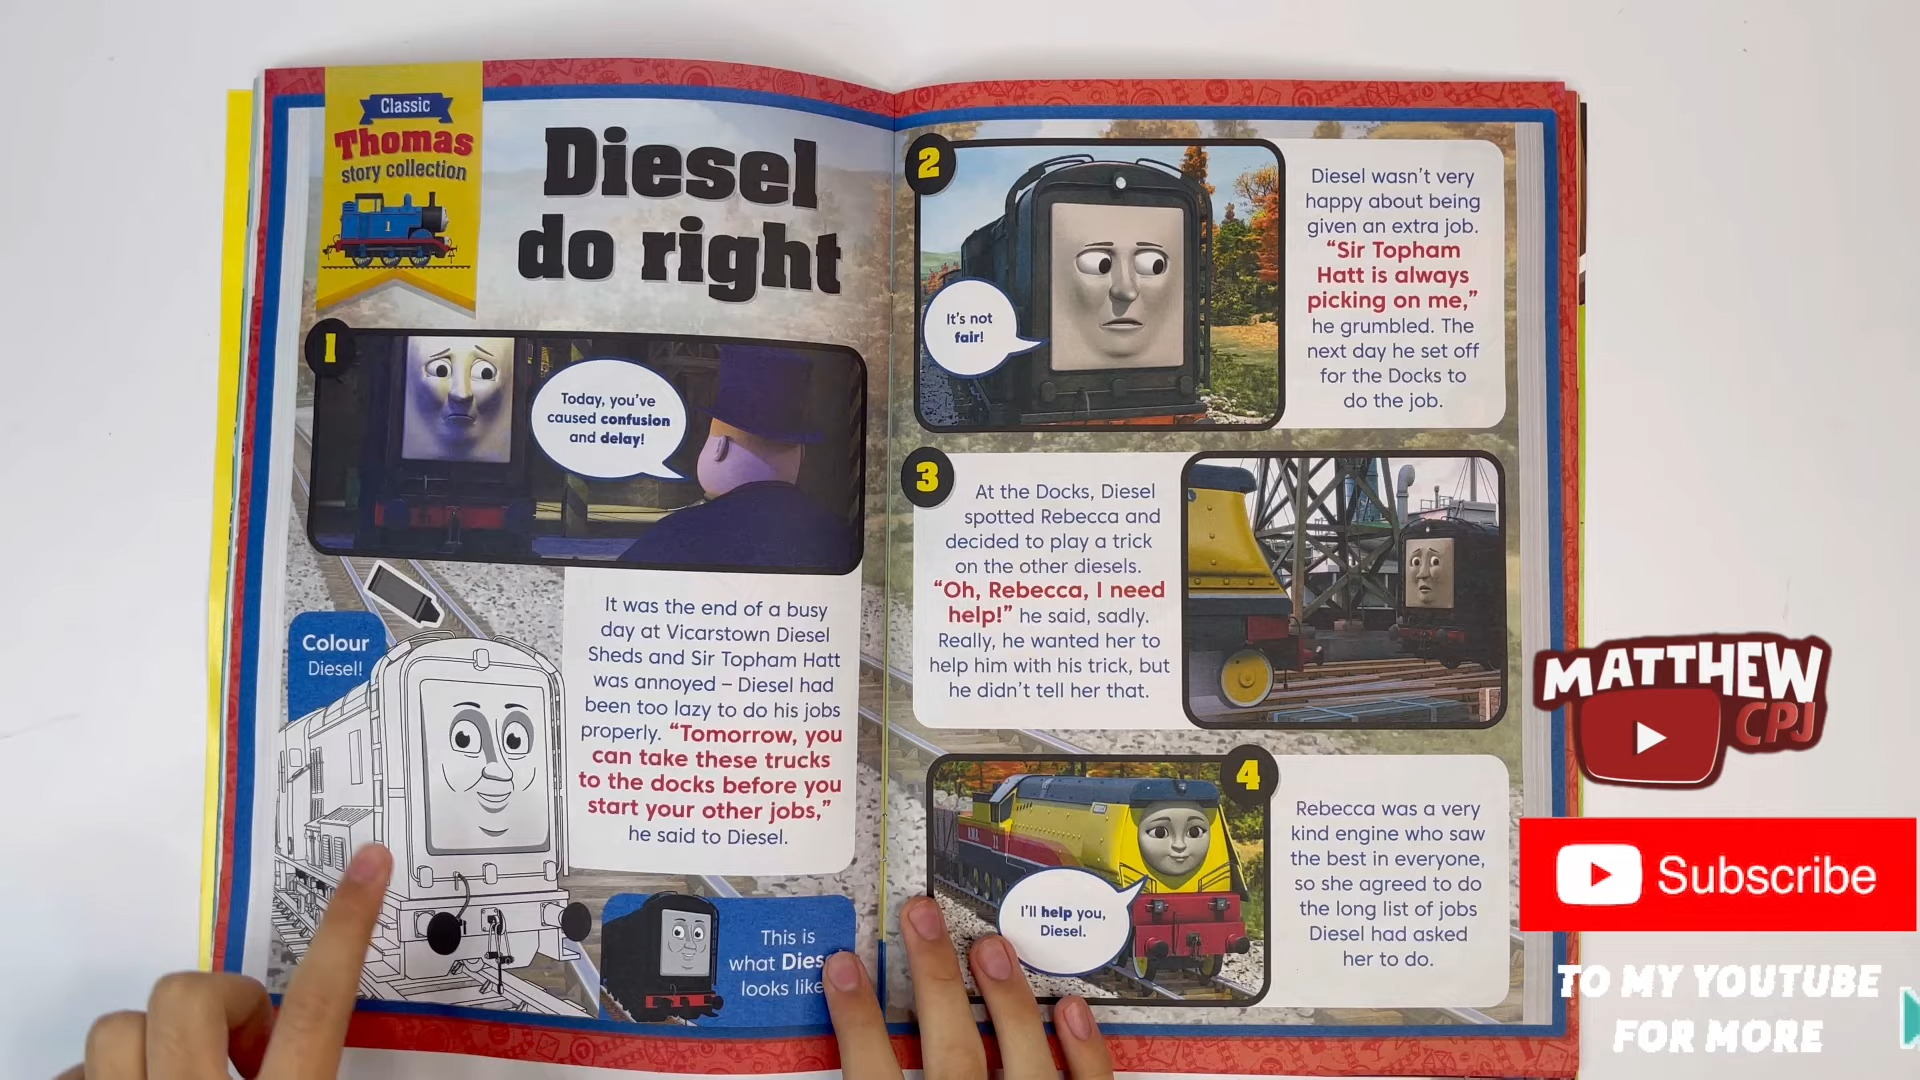 Classic
Thomas
story collection
1
Diesel
do right
1
Today, you've
caused confusion
and delay!
Colour
Diesel!
It was the end of a busy
day at Vicarstown Diesel
Sheds and Sir Topham Hatt
was annoyed – Diesel had
been too lazy to do his jobs
properly. “Tomorrow, you
can take these trucks
to the docks before you
start your other jobs,”
he said to Diesel.
This is
what Dies
looks like
2
It's not
fair!
Diesel wasn't very
happy about being
given an extra job.
“Sir Topham
Hatt is always
picking on me,”
he grumbled. The
next day he set off
for the Docks to
do the job.
3
At the Docks, Diesel
spotted Rebecca and
decided to play a trick
on the other diesels.
“Oh, Rebecca, I need
help!” he said, sadly.
Really, he wanted her to
help him with his trick, but
he didn't tell her that.
4
I'll help you,
Diesel.
Rebecca was a very
kind engine who saw
the best in everyone,
so she agreed to do
the long list of jobs
Diesel had asked
her to do.
MATTHEW
CPJ
Subscribe
TO MY YOUTUBE
FOR MORE